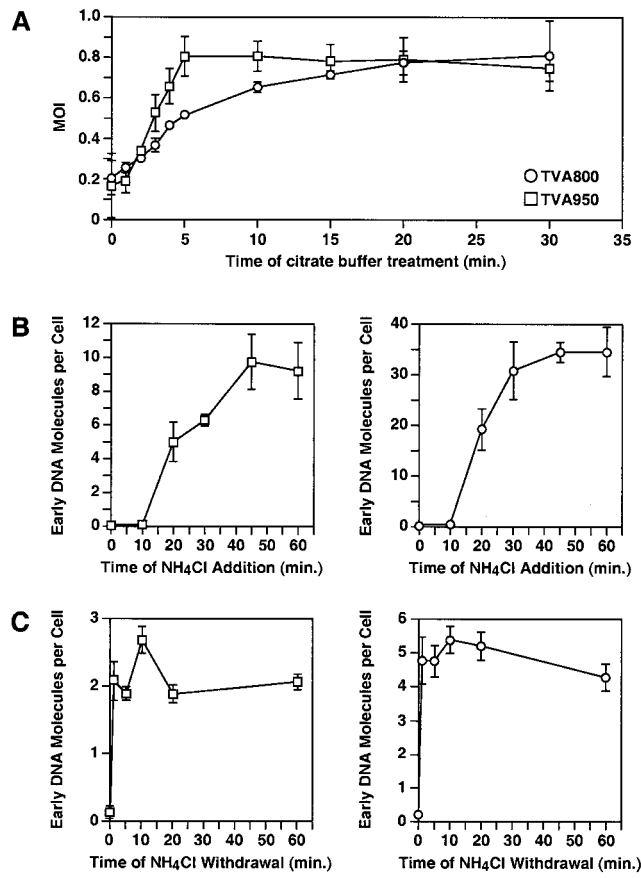 A
1.0
0.8
0.6
0.4
0.2
0
MOI
TVA800
TVA950
0 5 10 15 20 25 30 35
Time of citrate buffer treatment (min.)
B
12
10
8
6
4
2
0
Early DNA Molecules per Cell
0 10 20 30 40 50 60
Time of NH4Cl Addition (min.)
40
30
20
10
0
Early DNA Molecules per Cell
0 10 20 30 40 50 60
Time of NH4Cl Addition (min.)
C
3
2
1
0
Early DNA Molecules per Cell
0 10 20 30 40 50 60
Time of NH4Cl Withdrawal (min.)
6
5
4
3
2
1
0
Early DNA Molecules per Cell
0 10 20 30 40 50 60
Time of NH4Cl Withdrawal (min.)